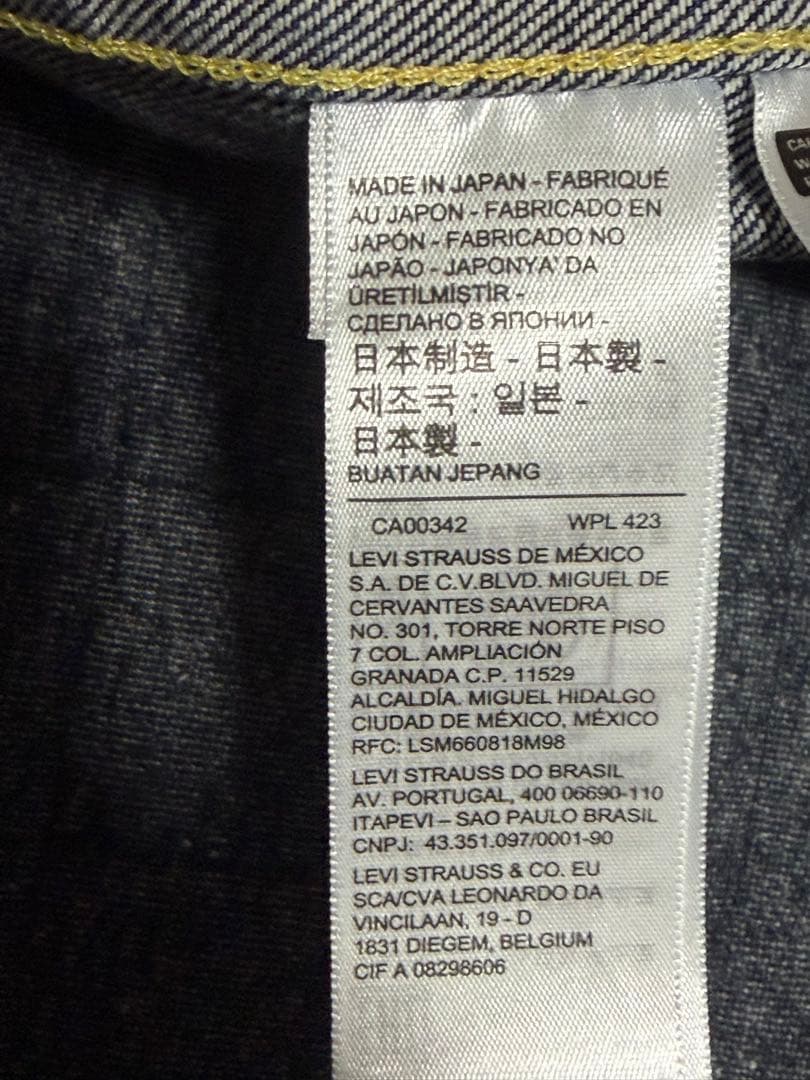 MADE IN JAPAN - FABRIQUÉ
AU JAPON - FABRICADO EN
JAPÓN - FABRICADO NO
JAPÃO - JAPONYA' DA
ÜRETİLMİŞTİR -
СДЕЛАНО В ЯПОНИИ -
日本制造 - 日本製 -
제조국 : 일본 -
日本製 -
BUATAN JEPANG
CA00342 WPL 423
LEVI STRAUSS DE MÉXICO
S.A. DE C.V.BLVD. MIGUEL DE
CERVANTES SAAVEDRA
NO. 301, TORRE NORTE PISO
7 COL. AMPLIACIÓN
GRANADA C.P. 11529
ALCALDÍA. MIGUEL HIDALGO
CIUDAD DE MÉXICO, MÉXICO
RFC: LSM660818M98
LEVI STRAUSS DO BRASIL
AV. PORTUGAL, 400 06690-110
ITAPEVI – SAO PAULO BRASIL
CNPJ: 43.351.097/0001-90
LEVI STRAUSS & CO. EU
SCA/CVA LEONARDO DA
VINCILAAN, 19 - D
1831 DIEGEM, BELGIUM
CIF A 08298606